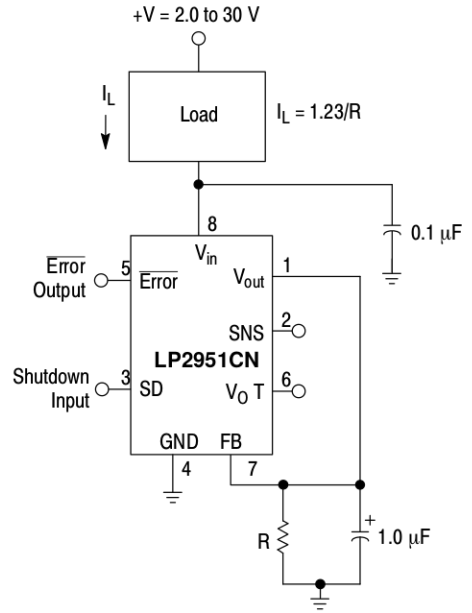 +V = 2.0 to 30 V
I_L
Load
I_L = 1.23/R
0.1 μF
8
V_in
Error
Output
5
Error
V_out
1
SNS
2
LP2951CN
Shutdown
Input
3
SD
V_O T
6
GND
FB
4
7
R
+
1.0 μF